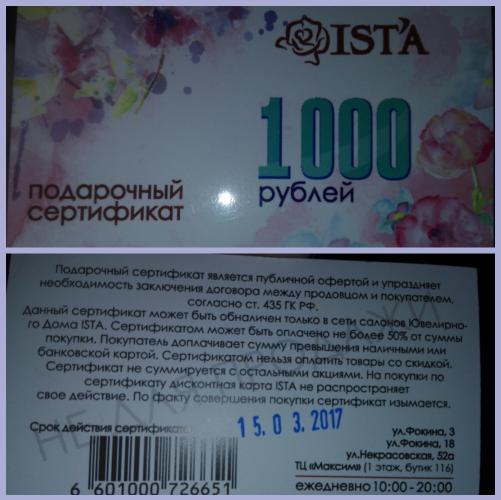 IST'A
1000
рублей
подарочный
сертификат
Подарочный сертификат является публичной офертой и упраздняет
необходимость заключения договора между продовцом и покупателем,
согласно ст. 435 ГК РФ.
Данный сертификат может быть обналичен только в сети салонов Ювелирно-
го Дома ISTA. Сертификатом может быть оплачено не более 50% от суммы
покупки. Покупатель доплачивает сумму превышения наличными или
банковской картой. Сертификатом нельзя оплатить товары со скидкой.
Сертификат не суммируется с остальными акциями. На покупки по
сертификату дисконтная карта ISTA не распространяет
свое действие. По факту совершения покупки сертификат изымается.
Срок действия сертификата:
15.03.2017
ул.Фокина, 3
ул.Фокина, 18
ул.Некрасовская, 52а
ТЦ «Максим» (1 этаж, бутик 116)
ежедневно 10:00 - 20:00
6 601000 726651